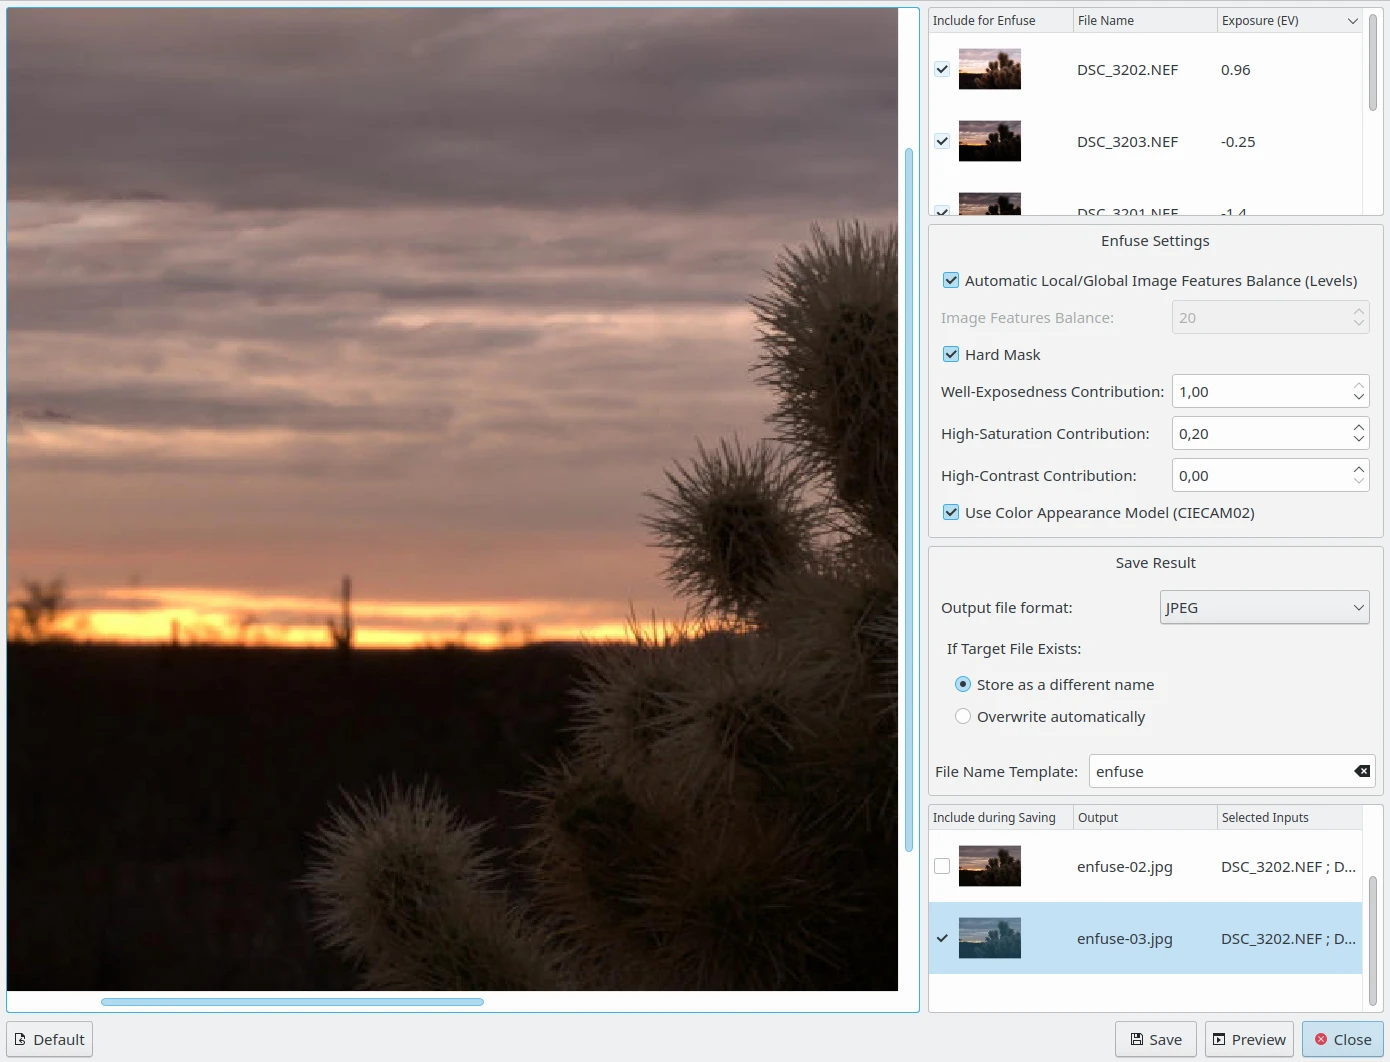 Include for Enfuse File Name Exposure (EV)
DSC_3202.NEF 0.96
DSC_3203.NEF -0.25
DSC_3201.NEF -1.4
Enfuse Settings
Automatic Local/Global Image Features Balance (Levels)
Image Features Balance: 20
Hard Mask
Well-Exposedness Contribution: 1,00
High-Saturation Contribution: 0,20
High-Contrast Contribution: 0,00
Use Color Appearance Model (CIECAM02)
Save Result
Output file format: JPEG
If Target File Exists:
Store as a different name
Overwrite automatically
File Name Template: enfuse
Include during Saving Output Selected Inputs
enfuse-02.jpg DSC_3202.NEF ; D...
enfuse-03.jpg DSC_3202.NEF ; D...
Default Save Preview Close